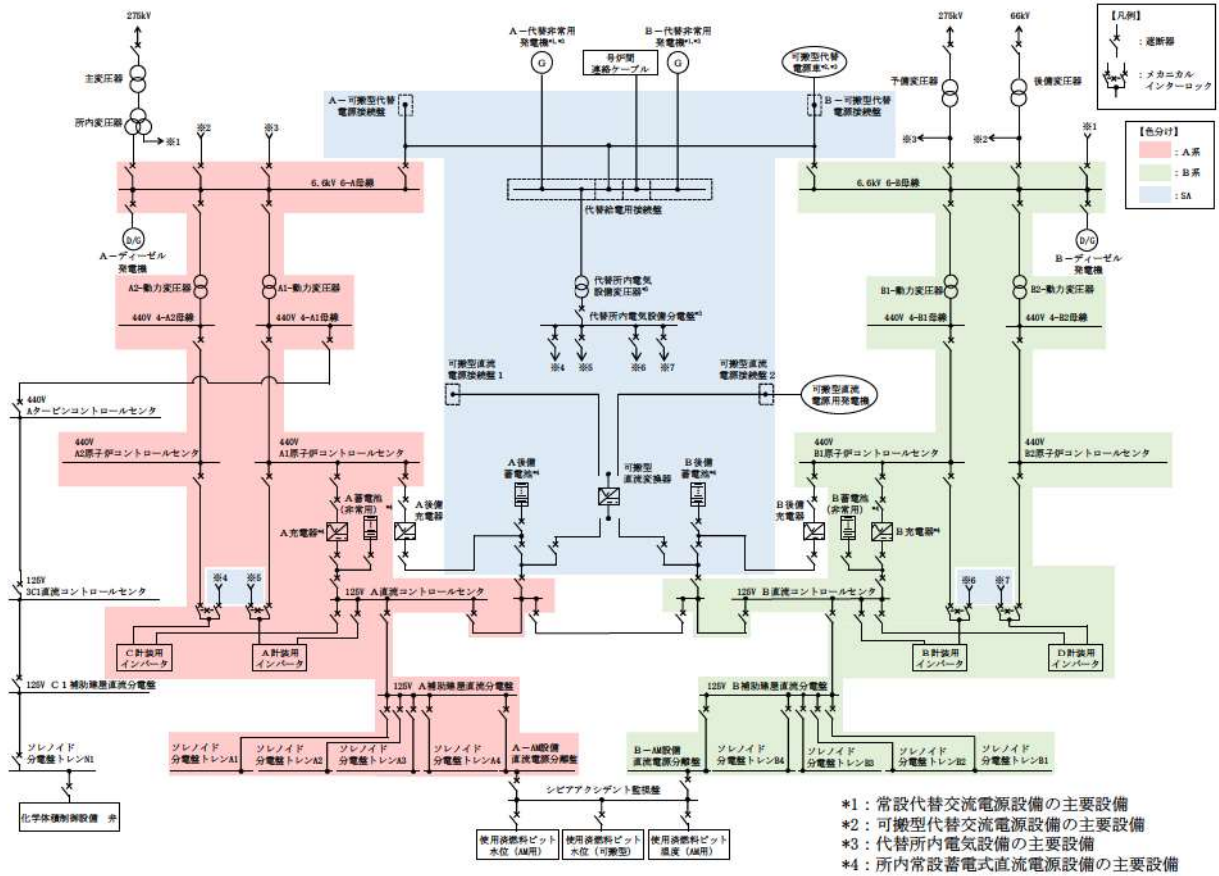 275kV
主変圧器
所内変圧器
※1
※2
※3
A－代替非常用
発電機*1,*3
G
号炉間
連絡ケーブル
B－代替非常用
発電機*1,*3
G
可搬型代替
電源車*2,*3
275kV
66kV
予備変圧器
後備変圧器
※3
※2
※1
【凡例】
：遮断器
：メカニカル
インターロック
【色分け】
：A系
：B系
：SA
A－可搬型代替
電源接続盤
B－可搬型代替
電源接続盤
6.6kV 6-A母線
代替給電用接続盤
6.6kV 6-B母線
D/G
A－ディーゼル
発電機
D/G
B－ディーゼル
発電機
A2-動力変圧器
A1-動力変圧器
代替所内電気
設備変圧器*3
B1-動力変圧器
B2-動力変圧器
440V 4-A2母線
440V 4-A1母線
代替所内電気設備分電盤*3
440V 4-B1母線
440V 4-B2母線
※4
※5
※6
※7
可搬型直流
電源接続盤 1
可搬型直流
電源接続盤 2
可搬型直流
電源用発電機
440V
Aタービンコントロールセンタ
440V
A2原子炉コントロールセンタ
440V
A1原子炉コントロールセンタ
440V
B1原子炉コントロールセンタ
440V
B2原子炉コントロールセンタ
A後備
蓄電池*4
可搬型
直流変換器
B後備
蓄電池*4
A蓄電池
(非常用)*4
A充電器*4
A後備
充電器
B後備
充電器
B蓄電池
(非常用)*4
B充電器*4
125V
3C1直流コントロールセンタ
※4
※5
125V A直流コントロールセンタ
125V B直流コントロールセンタ
※6
※7
C計装用
インバータ
A計装用
インバータ
B計装用
インバータ
D計装用
インバータ
125V C1補助建屋直流分電盤
125V A補助建屋直流分電盤
125V B補助建屋直流分電盤
ソレノイド
分電盤トレンN1
ソレノイド
分電盤トレンA1
ソレノイド
分電盤トレンA2
ソレノイド
分電盤トレンA3
ソレノイド
分電盤トレンA4
A－AM設備
直流電源分離盤
B－AM設備
直流電源分離盤
ソレノイド
分電盤トレンB4
ソレノイド
分電盤トレンB3
ソレノイド
分電盤トレンB2
ソレノイド
分電盤トレンB1
化学体積制御設備 弁
シビアアクシデント監視盤
使用済燃料ピット
水位（AM用）
使用済燃料ピット
水位（可搬型）
使用済燃料ピット
温度（AM用）
*1：常設代替交流電源設備の主要設備
*2：可搬型代替交流電源設備の主要設備
*3：代替所内電気設備の主要設備
*4：所内常設蓄電式直流電源設備の主要設備